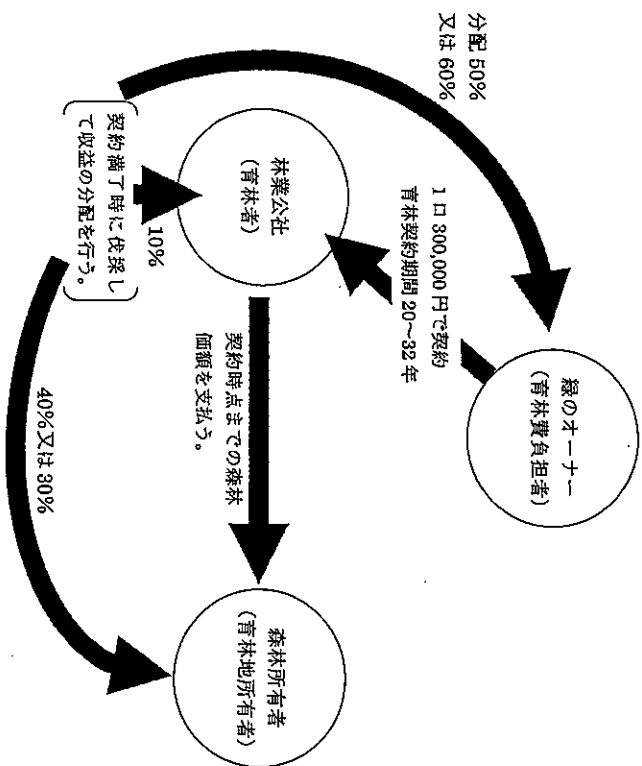 緑のオーナー
（育林費負担者）
分配 50%
又は 60%
1口 300,000 円で契約
育林契約期間 20～32 年
林業公社
（育林者）
契約時点までの森林
価額を支払う。
森林所有者
（育林地所有者）
10%
契約満了時に伐採し
て収益の分配を行う。
40%又は 30%